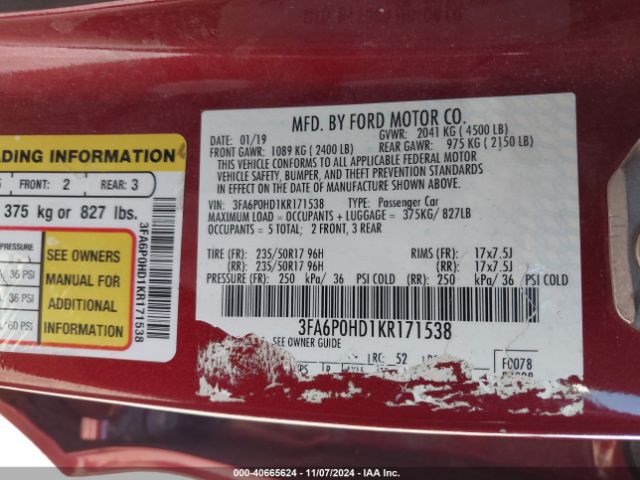 MFD. BY FORD MOTOR CO.
DATE: 01/19 GVWR: 2041 KG ( 4500 LB)
FRONT GAWR: 1089 KG ( 2400 LB) REAR GAWR: 975 KG ( 2150 LB)
THIS VEHICLE CONFORMS TO ALL APPLICABLE FEDERAL MOTOR
VEHICLE SAFETY, BUMPER, AND THEFT PREVENTION STANDARDS
IN EFFECT ON THE DATE OF MANUFACTURE SHOWN ABOVE.
VIN: 3FA6P0HD1KR171538 TYPE: Passenger Car
MAXIMUM LOAD = OCCUPANTS + LUGGAGE = 375KG/ 827LB
OCCUPANTS = 5 TOTAL; 2 FRONT, 3 REAR
TIRE (FR): 235/50R17 96H RIMS (FR): 17x7.5J
(RR): 235/50R17 96H (RR): 17x7.5J
PRESSURE (FR): 250 kPa/ 36 PSI COLD (RR): 250 kPa/ 36 PSI COLD
3FA6P0HD1KR171538
SEE OWNER GUIDE
RC: 52
F0078
ADING INFORMATION
FRONT: 2 REAR: 3
375 kg or 827 lbs.
SEE OWNERS
MANUAL FOR
ADDITIONAL
INFORMATION
36 PSI
36 PSI
60 PSI
3FA6P0HD1KR171538
000-40665624 | 11/07/2024 | IAAI.COM